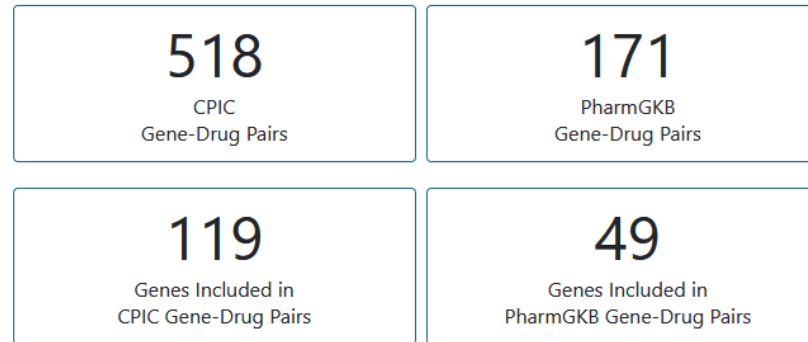 518
CPIC
Gene-Drug Pairs
171
PharmGKB
Gene-Drug Pairs
119
Genes Included in
CPIC Gene-Drug Pairs
49
Genes Included in
PharmGKB Gene-Drug Pairs